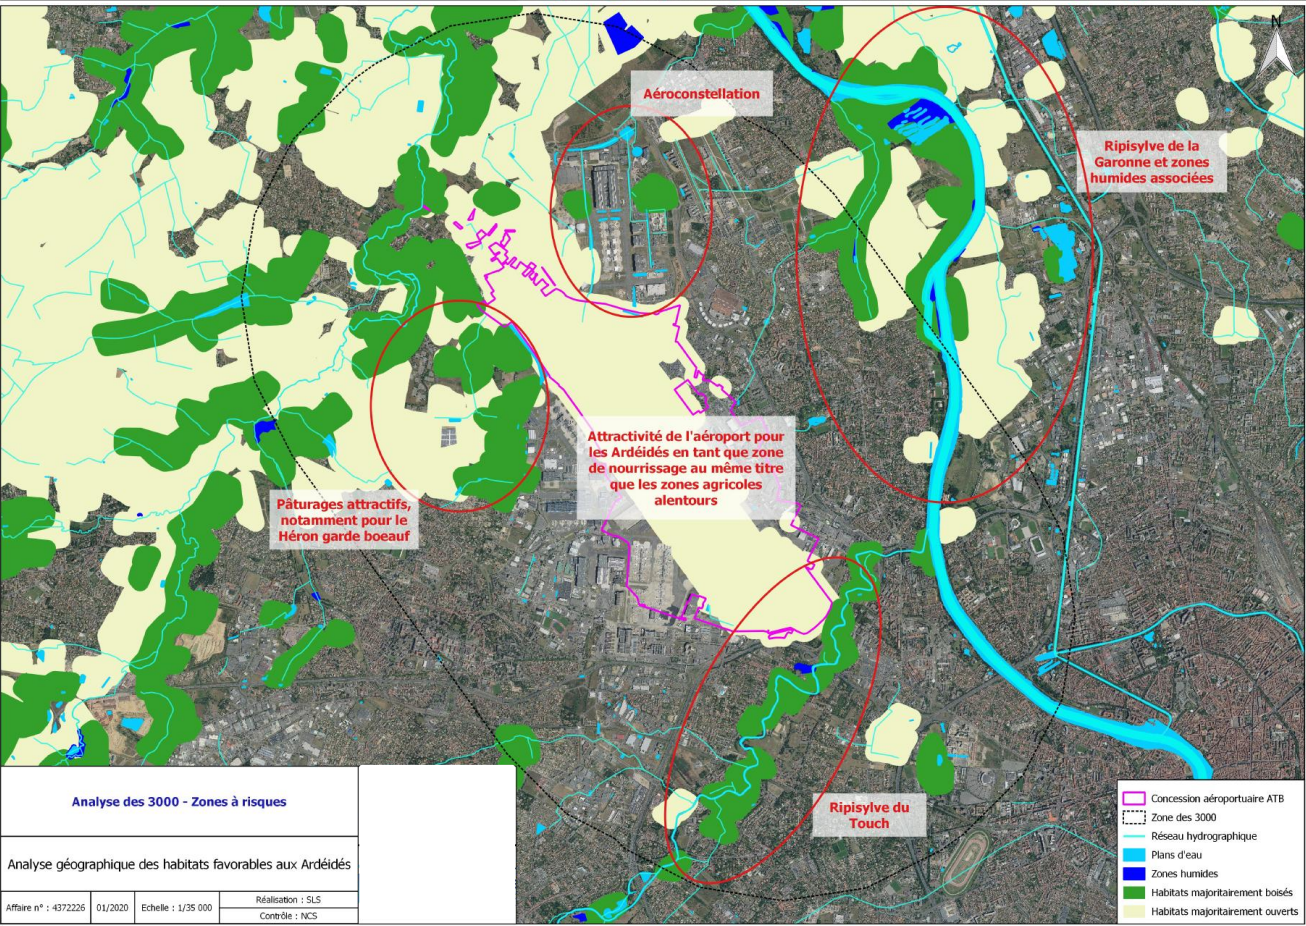 N
Aéroconstellation
Ripisylve de la
Garonne et zones
humides associées
Attractivité de l'aéroport pour
les Ardéidés en tant que zone
de nourrissage au même titre
que les zones agricoles
alentours
Pâturages attractifs,
notamment pour le
Héron garde boeauf
Ripisylve du
Touch
Analyse des 3000 - Zones à risques
Analyse géographique des habitats favorables aux Ardéidés
Affaire n° : 4372226
01/2020
Echelle : 1/35 000
Réalisation : SLS
Contrôle : NCS
Concession aéroportuaire ATB
Zone des 3000
Réseau hydrographique
Plans d'eau
Zones humides
Habitats majoritairement boisés
Habitats majoritairement ouverts